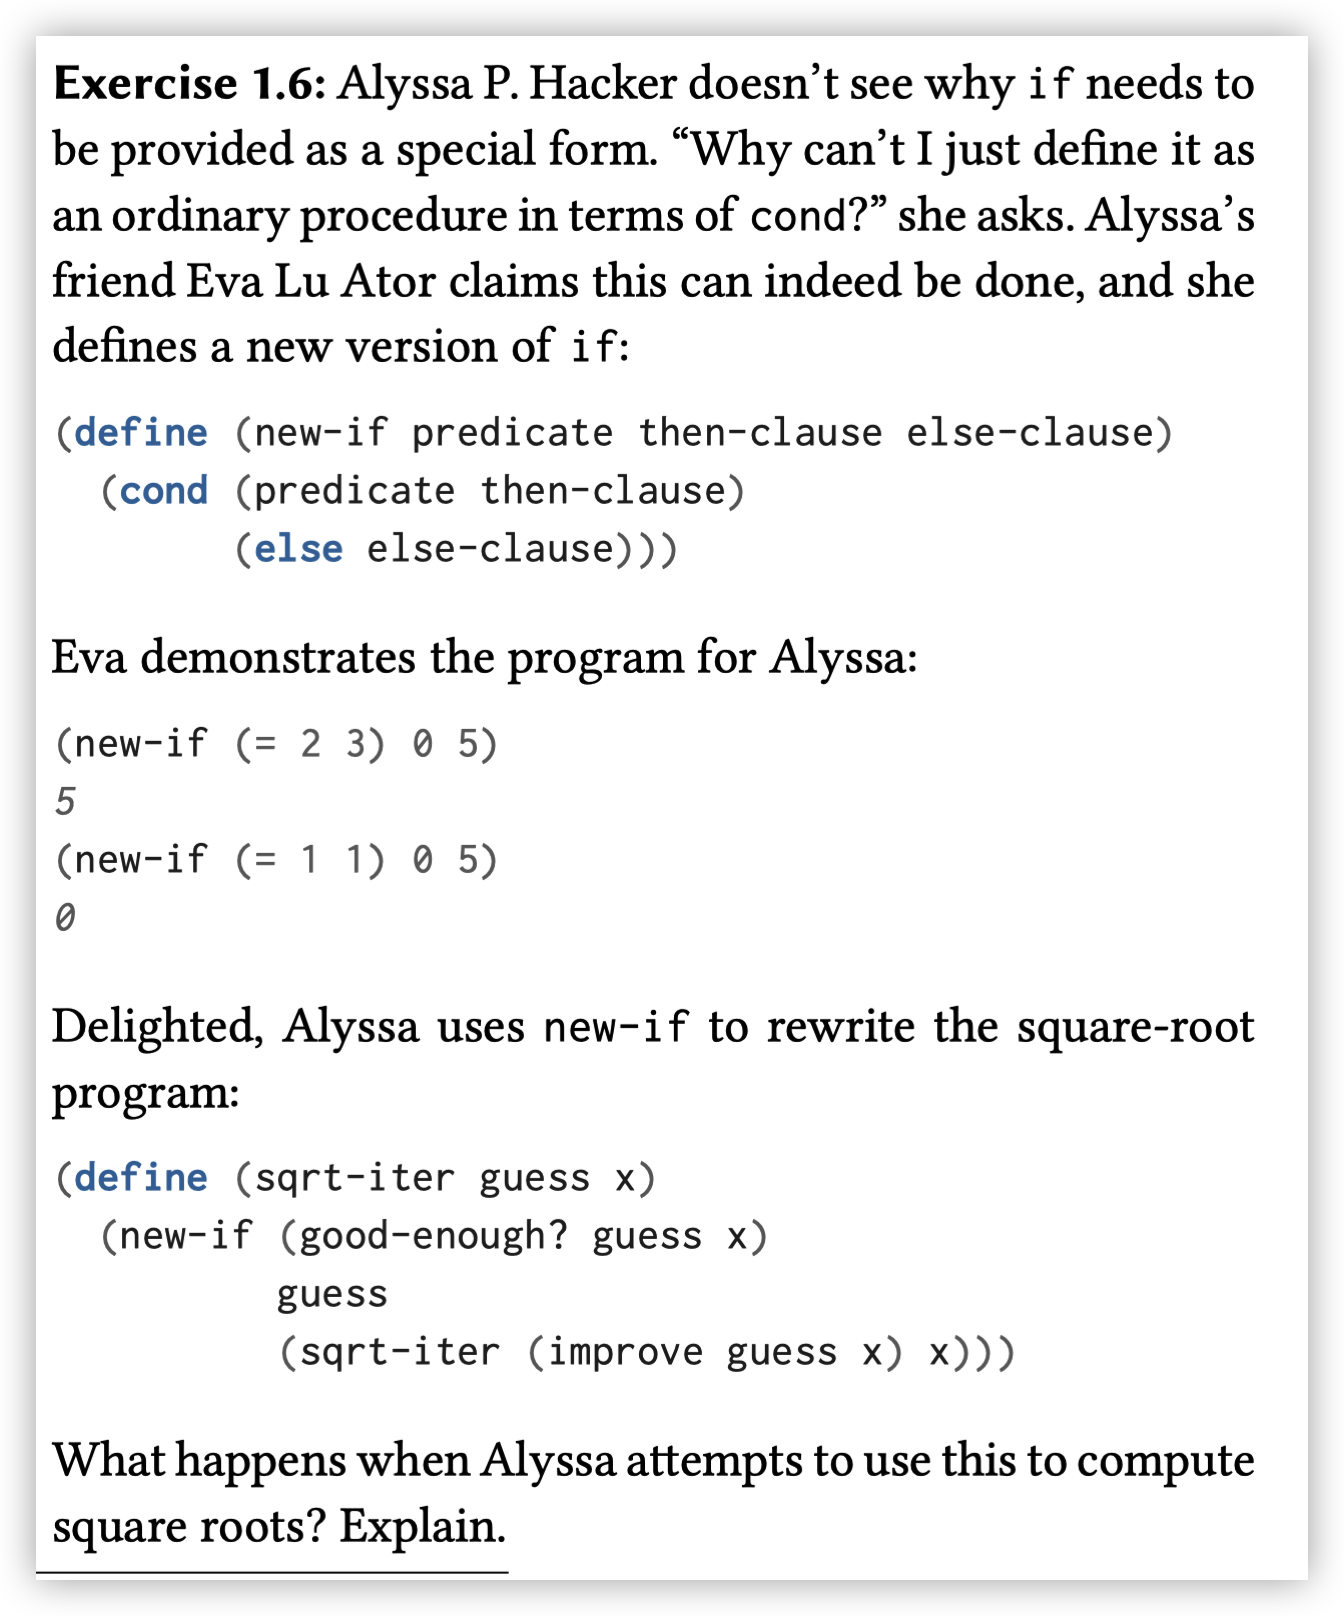 Exercise 1.6: Alyssa P. Hacker doesn’t see why if needs to
be provided as a special form. “Why can’t I just define it as
an ordinary procedure in terms of cond?” she asks. Alyssa’s
friend Eva Lu Ator claims this can indeed be done, and she
defines a new version of if:
(define (new-if predicate then-clause else-clause)
  (cond (predicate then-clause)
        (else else-clause)))
Eva demonstrates the program for Alyssa:
(new-if (= 2 3) 0 5)
5
(new-if (= 1 1) 0 5)
0
Delighted, Alyssa uses new-if to rewrite the square-root
program:
(define (sqrt-iter guess x)
  (new-if (good-enough? guess x)
          guess
          (sqrt-iter (improve guess x) x)))
What happens when Alyssa attempts to use this to compute
square roots? Explain.